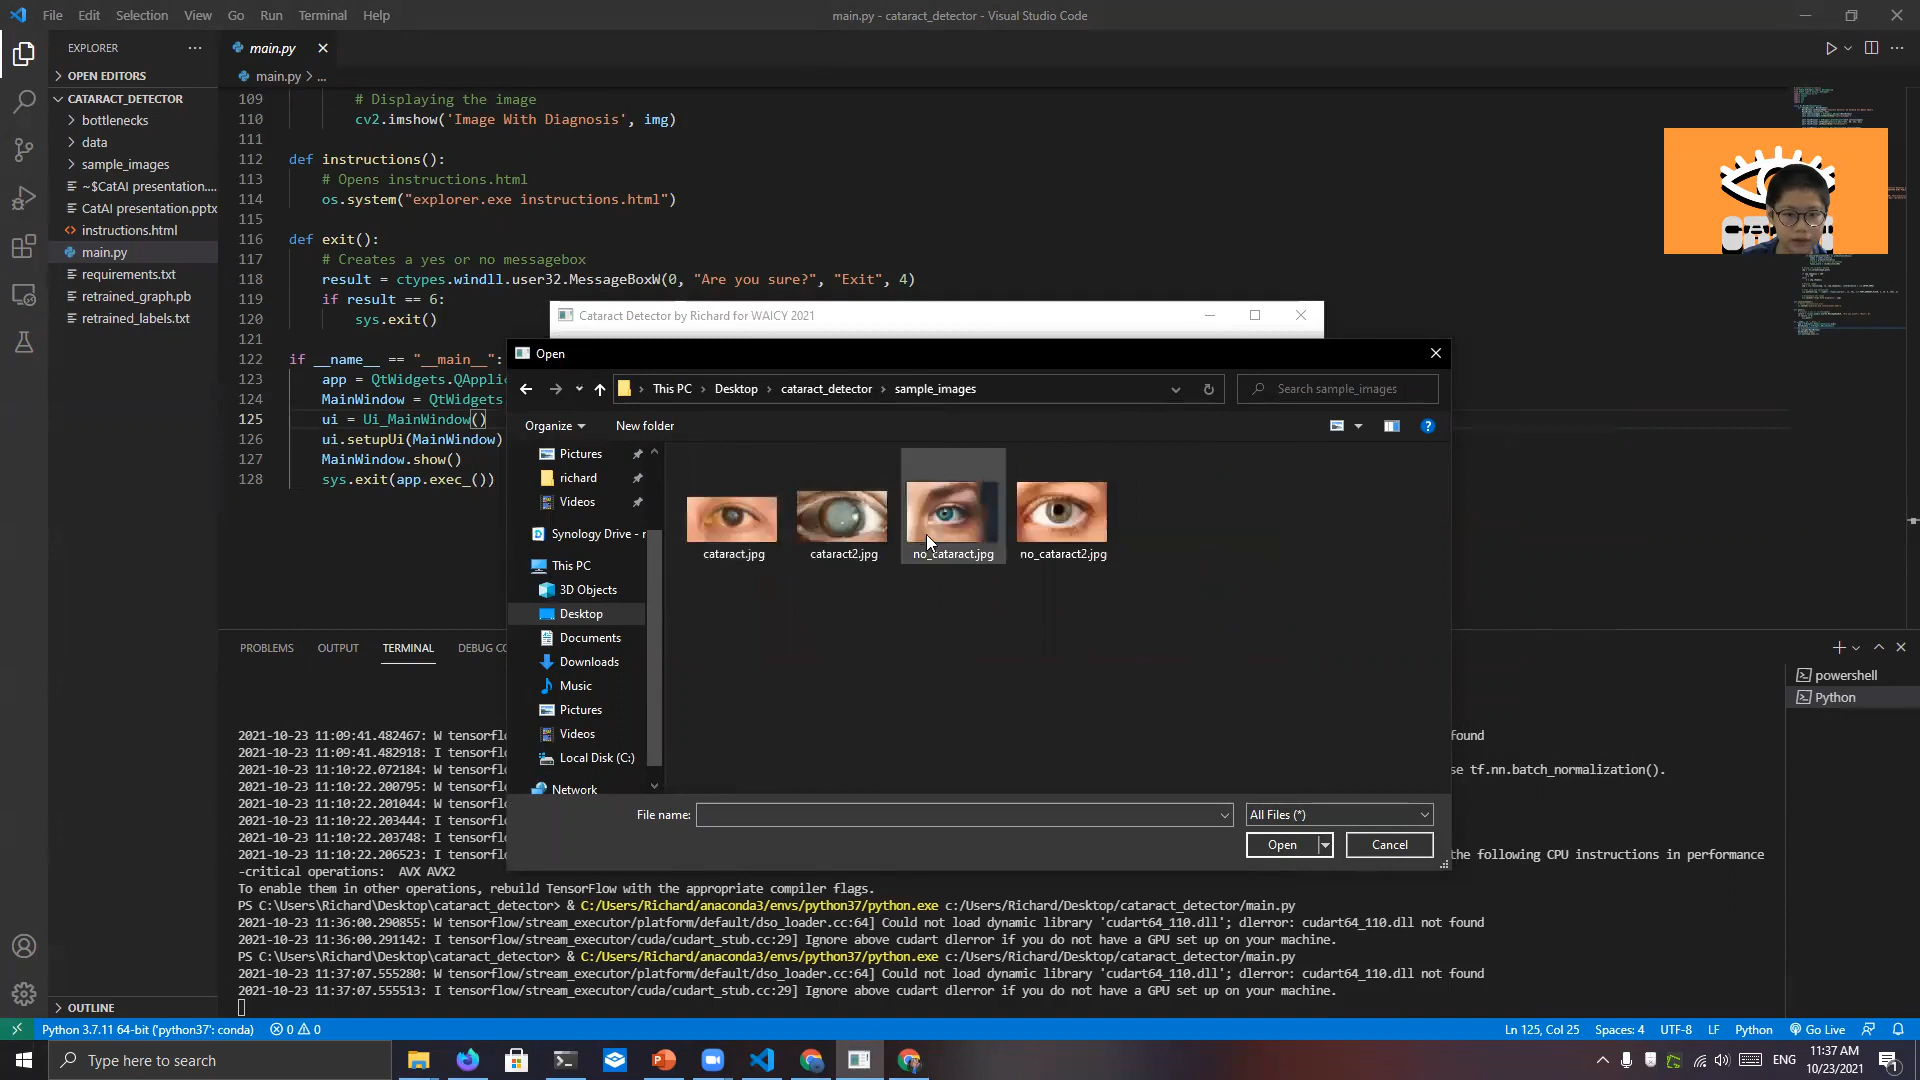 File Edit Selection View Go Run Terminal Help
main.py - cataract_detector - Visual Studio Code
EXPLORER
OPEN EDITORS
CATARACT_DETECTOR
bottlenecks
data
sample_images
~$CatAI presentation....
CatAI presentation.pptx
instructions.html
main.py
requirements.txt
retrained_graph.pb
retrained_labels.txt
OUTLINE
main.py
main.py > ...
109 # Displaying the image
110 cv2.imshow('Image With Diagnosis', img)
111
112 def instructions():
113 # Opens instructions.html
114 os.system("explorer.exe instructions.html")
115
116 def exit():
117 # Creates a yes or no messagebox
118 result = ctypes.windll.user32.MessageBoxW(0, "Are you sure?", "Exit", 4)
119 if result == 6:
120 sys.exit()
121
122 if __name__ == "__main__":
123 app = QtWidgets.QApplic
124 MainWindow = QtWidgets.
125 ui = Ui_MainWindow()
126 ui.setupUi(MainWindow)
127 MainWindow.show()
128 sys.exit(app.exec_())
Cataract Detector by Richard for WAICY 2021
Open
This PC > Desktop > cataract_detector > sample_images
Search sample_images
Organize
New folder
Pictures
richard
Videos
Synology Drive - r
This PC
3D Objects
Desktop
Documents
Downloads
Music
Pictures
Videos
Local Disk (C:)
Network
cataract.jpg
cataract2.jpg
no_cataract.jpg
no_cataract2.jpg
File name:
All Files (*)
Open
Cancel
PROBLEMS OUTPUT TERMINAL DEBUG CO
powershell
Python
2021-10-23 11:09:41.482467: W tensorflo ound
2021-10-23 11:09:41.482918: I tensorfl
2021-10-23 11:10:22.072184: W tensorfl se tf.nn.batch_normalization().
2021-10-23 11:10:22.200795: W tensorfl
2021-10-23 11:10:22.201044: W tensorfl
2021-10-23 11:10:22.203444: I tensorfl
2021-10-23 11:10:22.203748: I tensorfl
2021-10-23 11:10:22.206523: I tensorfl the following CPU instructions in performance
-critical operations: AVX AVX2
To enable them in other operations, rebuild TensorFlow with the appropriate compiler flags.
PS C:\Users\Richard\Desktop\cataract_detector> & C:/Users/Richard/anaconda3/envs/python37/python.exe c:/Users/Richard/Desktop/cataract_detector/main.py
2021-10-23 11:36:00.290855: W tensorflow/stream_executor/platform/default/dso_loader.cc:64] Could not load dynamic library 'cudart64_110.dll'; dlerror: cudart64_110.dll not found
2021-10-23 11:36:00.291142: I tensorflow/stream_executor/cuda/cudart_stub.cc:29] Ignore above cudart dlerror if you do not have a GPU set up on your machine.
PS C:\Users\Richard\Desktop\cataract_detector> & C:/Users/Richard/anaconda3/envs/python37/python.exe c:/Users/Richard/Desktop/cataract_detector/main.py
2021-10-23 11:37:07.555280: W tensorflow/stream_executor/platform/default/dso_loader.cc:64] Could not load dynamic library 'cudart64_110.dll'; dlerror: cudart64_110.dll not found
2021-10-23 11:37:07.555513: I tensorflow/stream_executor/cuda/cudart_stub.cc:29] Ignore above cudart dlerror if you do not have a GPU set up on your machine.
Python 3.7.11 64-bit ('python37': conda) 0 0
Ln 125, Col 25 Spaces: 4 UTF-8 LF Python Go Live
Type here to search
ENG
11:37 AM
10/23/2021
1